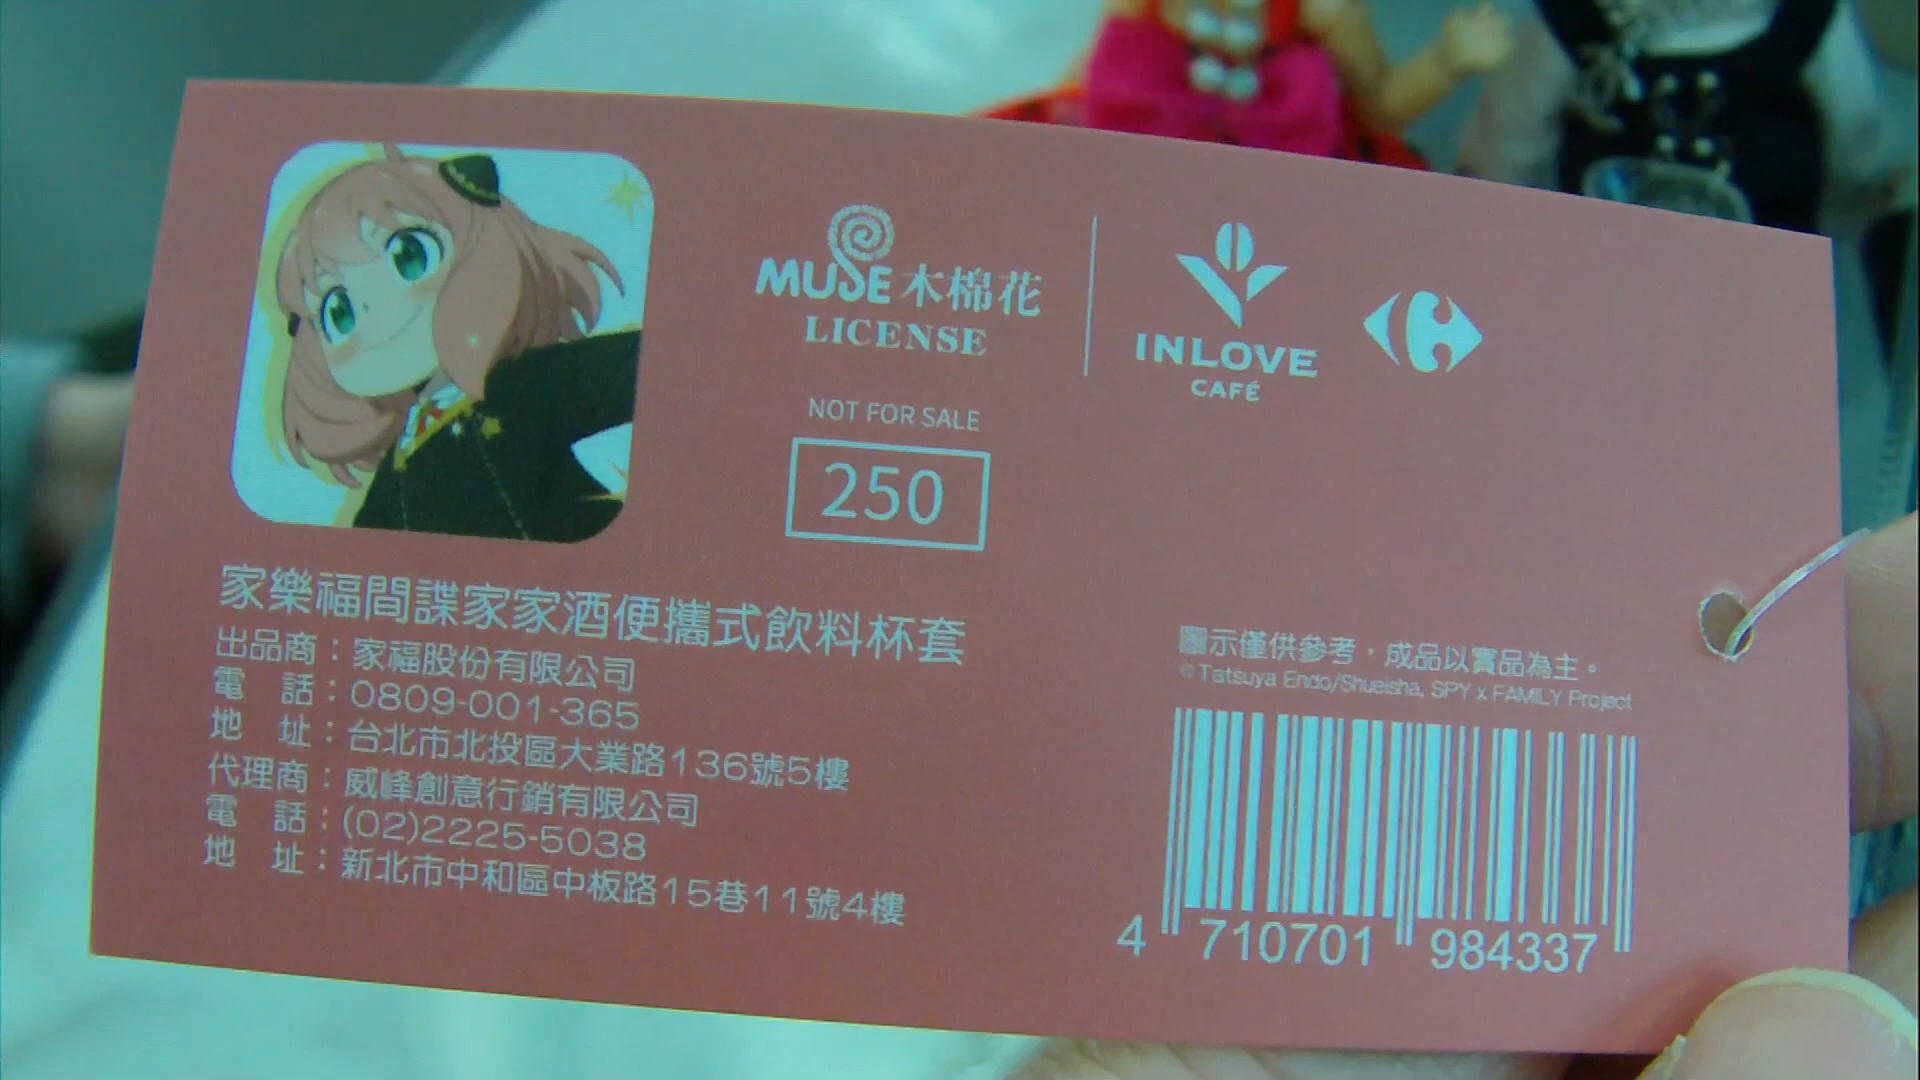 MUSE木棉花
LICENSE
INLOVE
CAFÉ
NOT FOR SALE
250
家樂福間諜家家酒便攜式飲料杯套
出品商：家福股份有限公司
電　話：0809-001-365
地　址：台北市北投區大業路136號5樓
代理商：威峰創意行銷有限公司
電　話：(02)2225-5038
地　址：新北市中和區中板路15巷11號4樓
圖示僅供參考，成品以實品為主。
©Tatsuya Endo/Shueisha, SPY x FAMILY Project
4 710701 984337